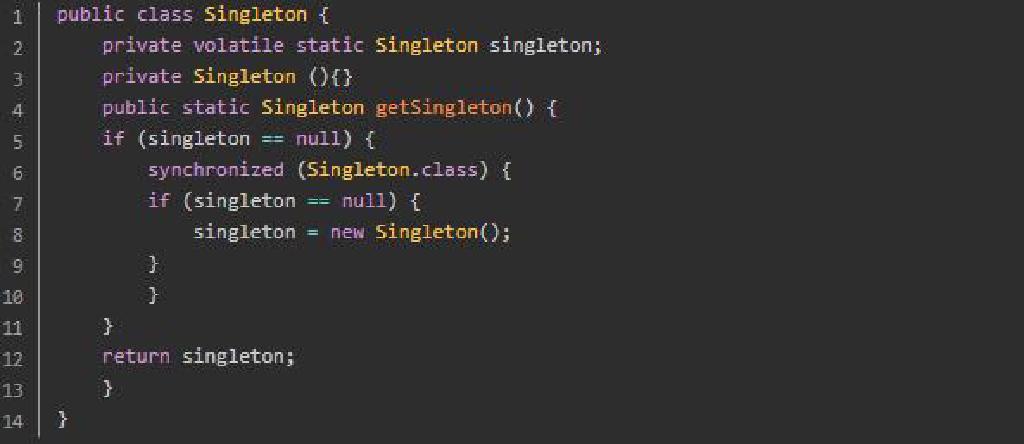 1 public class Singleton {
2     private volatile static Singleton singleton;
3     private Singleton (){}
4     public static Singleton getSingleton() {
5     if (singleton == null) {
6         synchronized (Singleton.class) {
7         if (singleton == null) {
8             singleton = new Singleton();
9         }
10         }
11     }
12     return singleton;
13     }
14 }